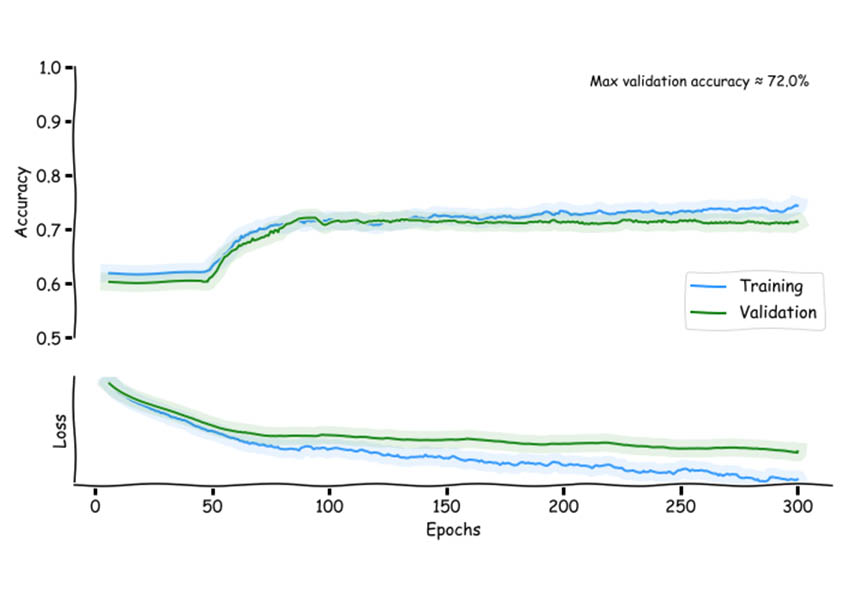 Max validation accuracy ≈ 72.0%
1.0
0.9
0.8
0.7
0.6
0.5
Accuracy
Training
Validation
Loss
0 50 100 150 200 250 300
Epochs